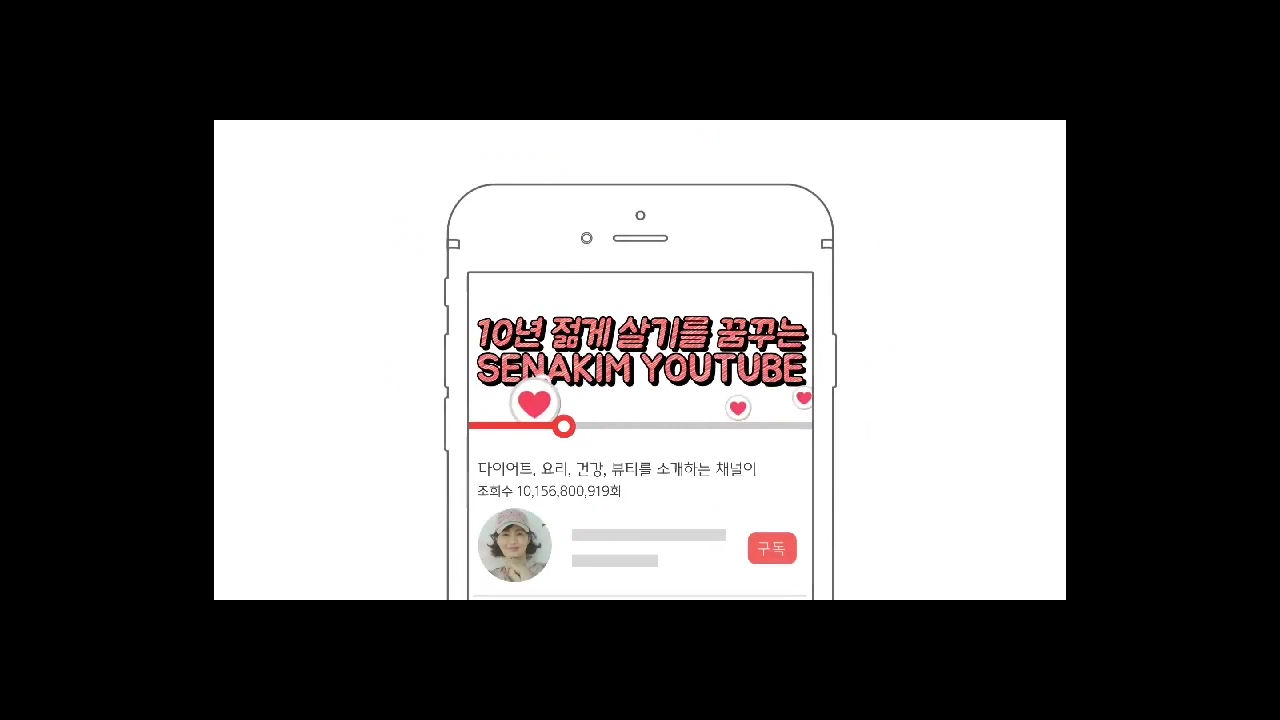 10년 젊게 살기를 꿈꾸는
SENAKIM YOUTUBE
다이어트, 요리, 건강, 뷰티를 소개하는 채널이
조회수 10,156,800,919회
구독